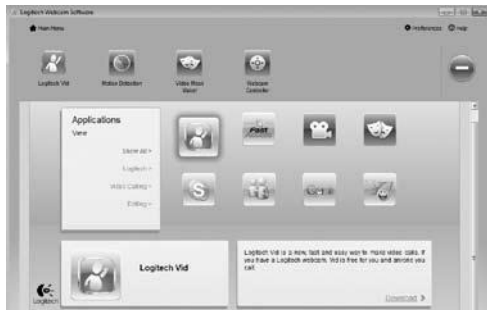 Logitech Webcam Software
Main Menu
Preferences
Help
Logitech Vid
Motion Detection
Video Mask
Maker
Webcam
Controller
Applications
View
Show All >
Logitech >
Video Calling >
Editing >
Fast
S
Logitech Vid
Logitech Vid is a new, fast and easy way to make video calls. If
you have a Logitech webcam, Vid is free for you and anyone you
call.
Download >
Logitech